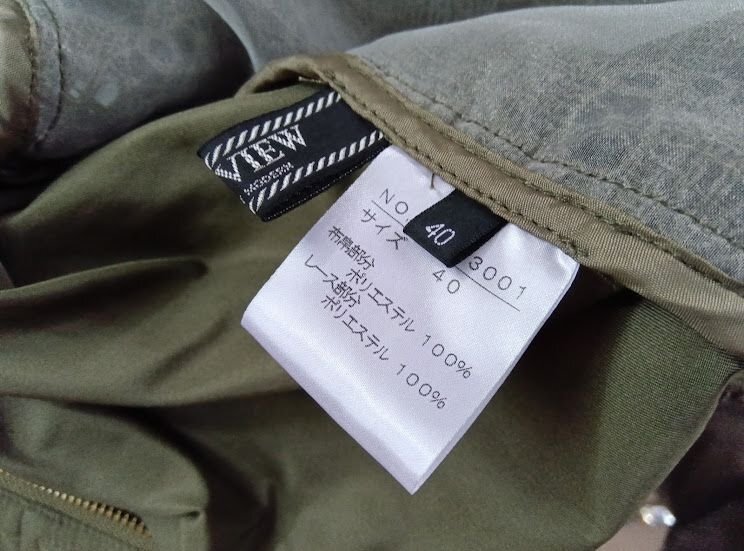 VIEW
MODERN
40
NO. 3001
サイズ 40
布帛部分
ポリエステル 100%
レース部分
ポリエステル 100%